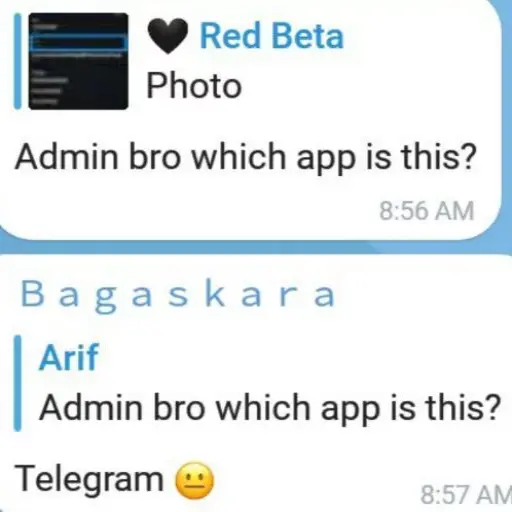 🖤 Red Beta
Photo
Admin bro which app is this?
8:56 AM
Bagaskara
Arif
Admin bro which app is this?
Telegram 😐
8:57 AM